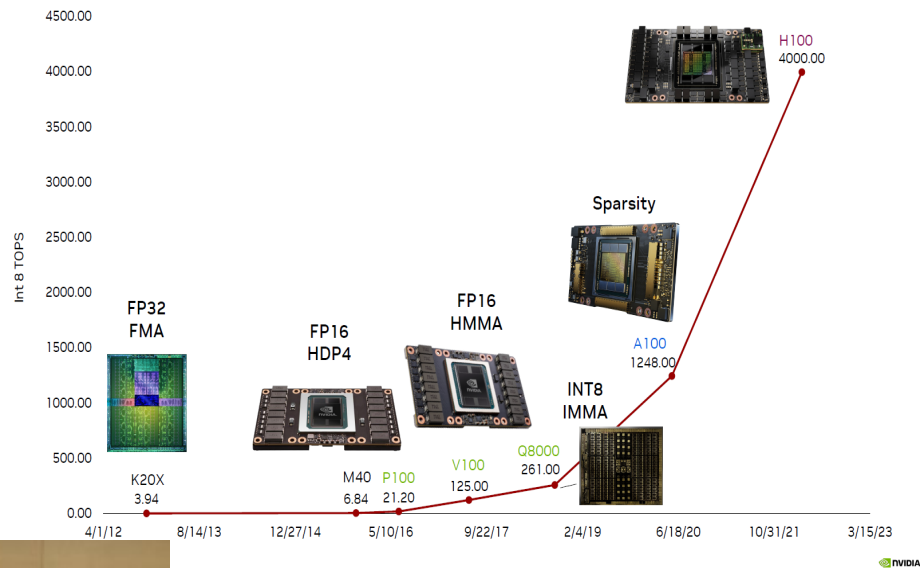 4500.00
4000.00
3500.00
3000.00
2500.00
2000.00
1500.00
1000.00
500.00
0.00
Int 8 TOPS
4/1/12 8/14/13 12/27/14 5/10/16 9/22/17 2/4/19 6/18/20 10/31/21 3/15/23
FP32
FMA
K20X
3.94
FP16
HDP4
M40
6.84
P100
21.20
FP16
HMMA
V100
125.00
Q8000
261.00
INT8
IMMA
Sparsity
A100
1248.00
H100
4000.00
NVIDIA
NVIDIA
NVIDIA